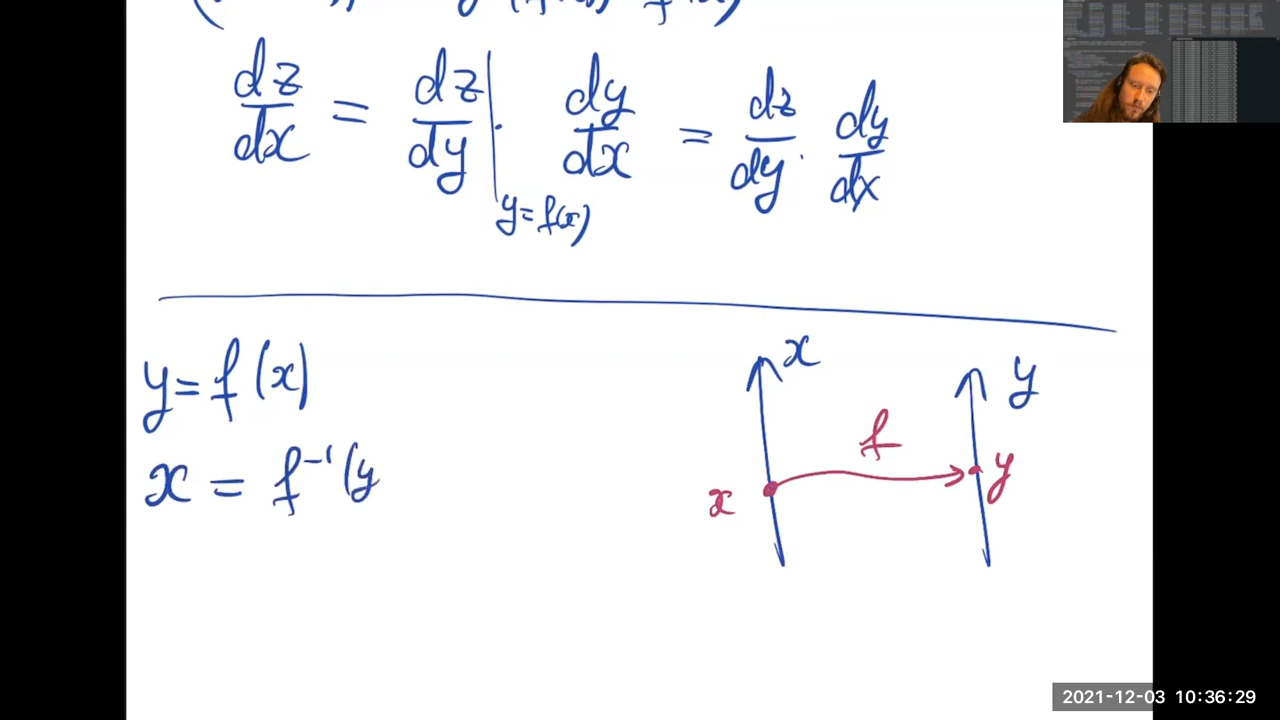 dz/dx = dz/dy |y=f(x) · dy/dx = dz/dy · dy/dx
y = f(x)
x = f⁻¹(y
x
y
f
x
y
2021-12-03 10:36:29